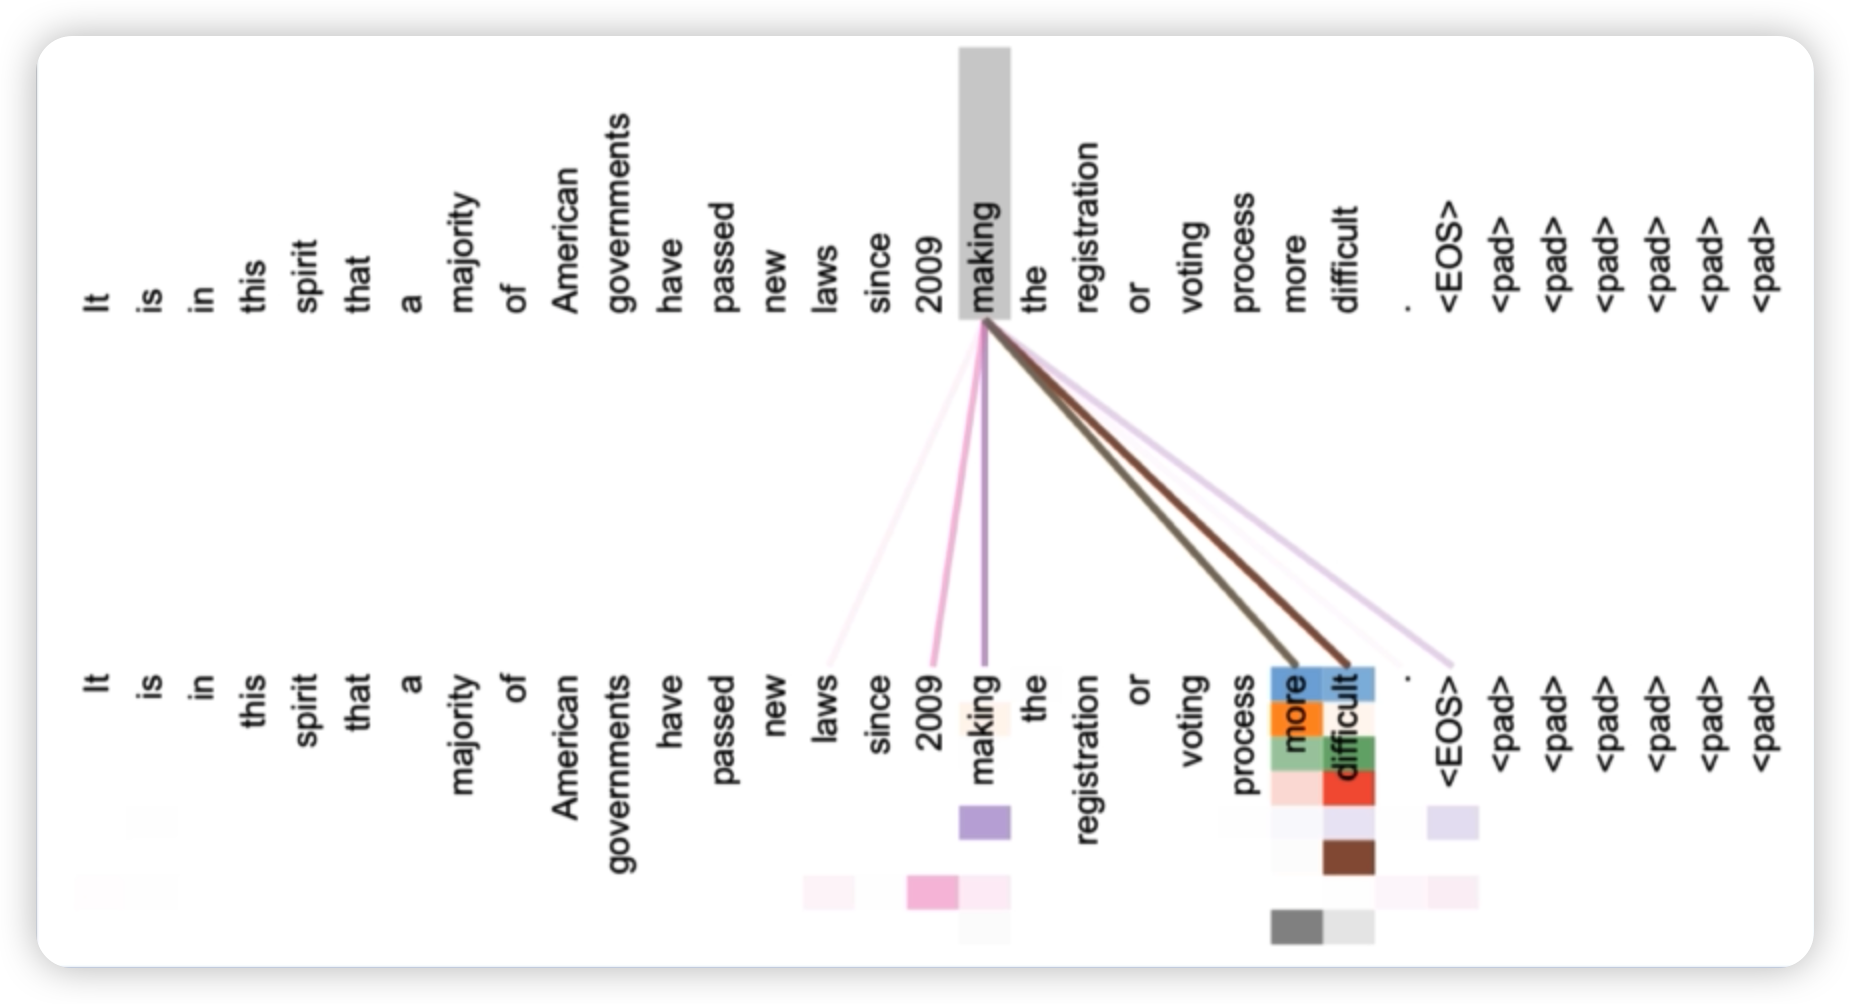 It is in this spirit that a majority of American governments have passed new laws since 2009 making the registration or voting process more difficult . <EOS> <pad> <pad> <pad> <pad> <pad> <pad>
It is in this spirit that a majority of American governments have passed new laws since 2009 making the registration or voting process more difficult . <EOS> <pad> <pad> <pad> <pad> <pad> <pad>